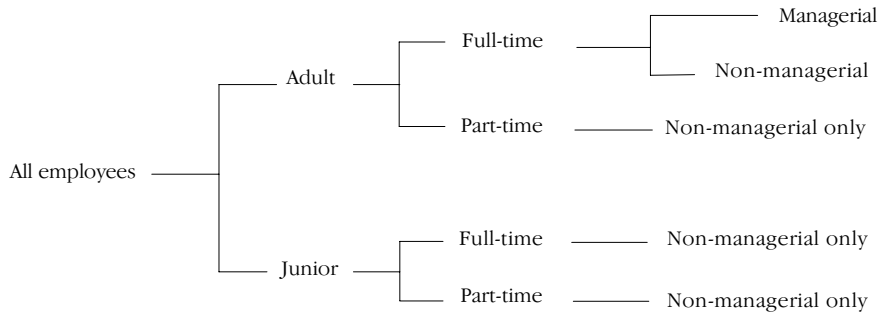 Managerial
Full-time
Adult
Non-managerial
Part-time
Non-managerial only
All employees
Full-time
Non-managerial only
Junior
Part-time
Non-managerial only